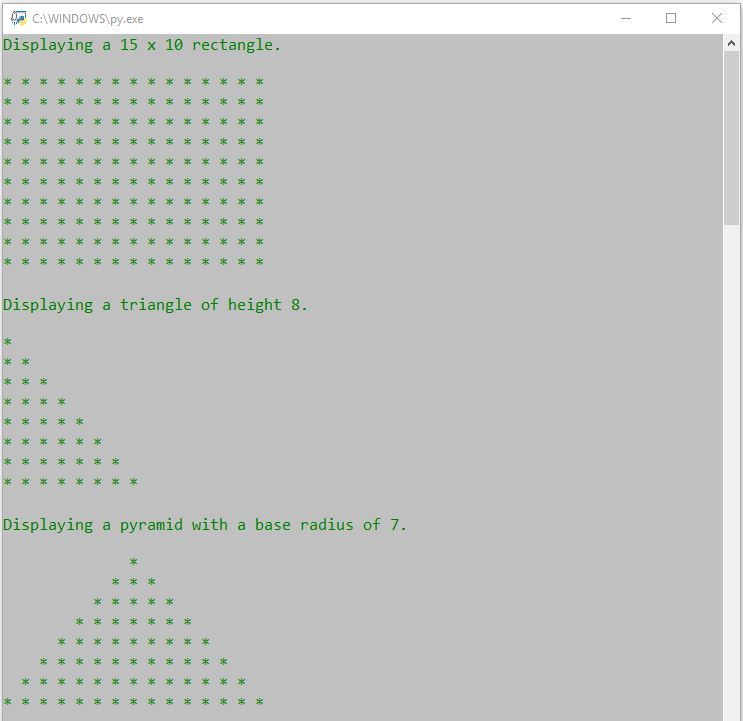 C:\WINDOWS\py.exe
Displaying a 15 x 10 rectangle.
* * * * * * * * * * * * * * *
* * * * * * * * * * * * * * *
* * * * * * * * * * * * * * *
* * * * * * * * * * * * * * *
* * * * * * * * * * * * * * *
* * * * * * * * * * * * * * *
* * * * * * * * * * * * * * *
* * * * * * * * * * * * * * *
* * * * * * * * * * * * * * *
* * * * * * * * * * * * * * *
Displaying a triangle of height 8.
*
* *
* * *
* * * *
* * * * *
* * * * * *
* * * * * * *
* * * * * * * *
Displaying a pyramid with a base radius of 7.
              *
            * * *
          * * * * *
        * * * * * * *
      * * * * * * * * *
    * * * * * * * * * * *
  * * * * * * * * * * * * *
* * * * * * * * * * * * * * *